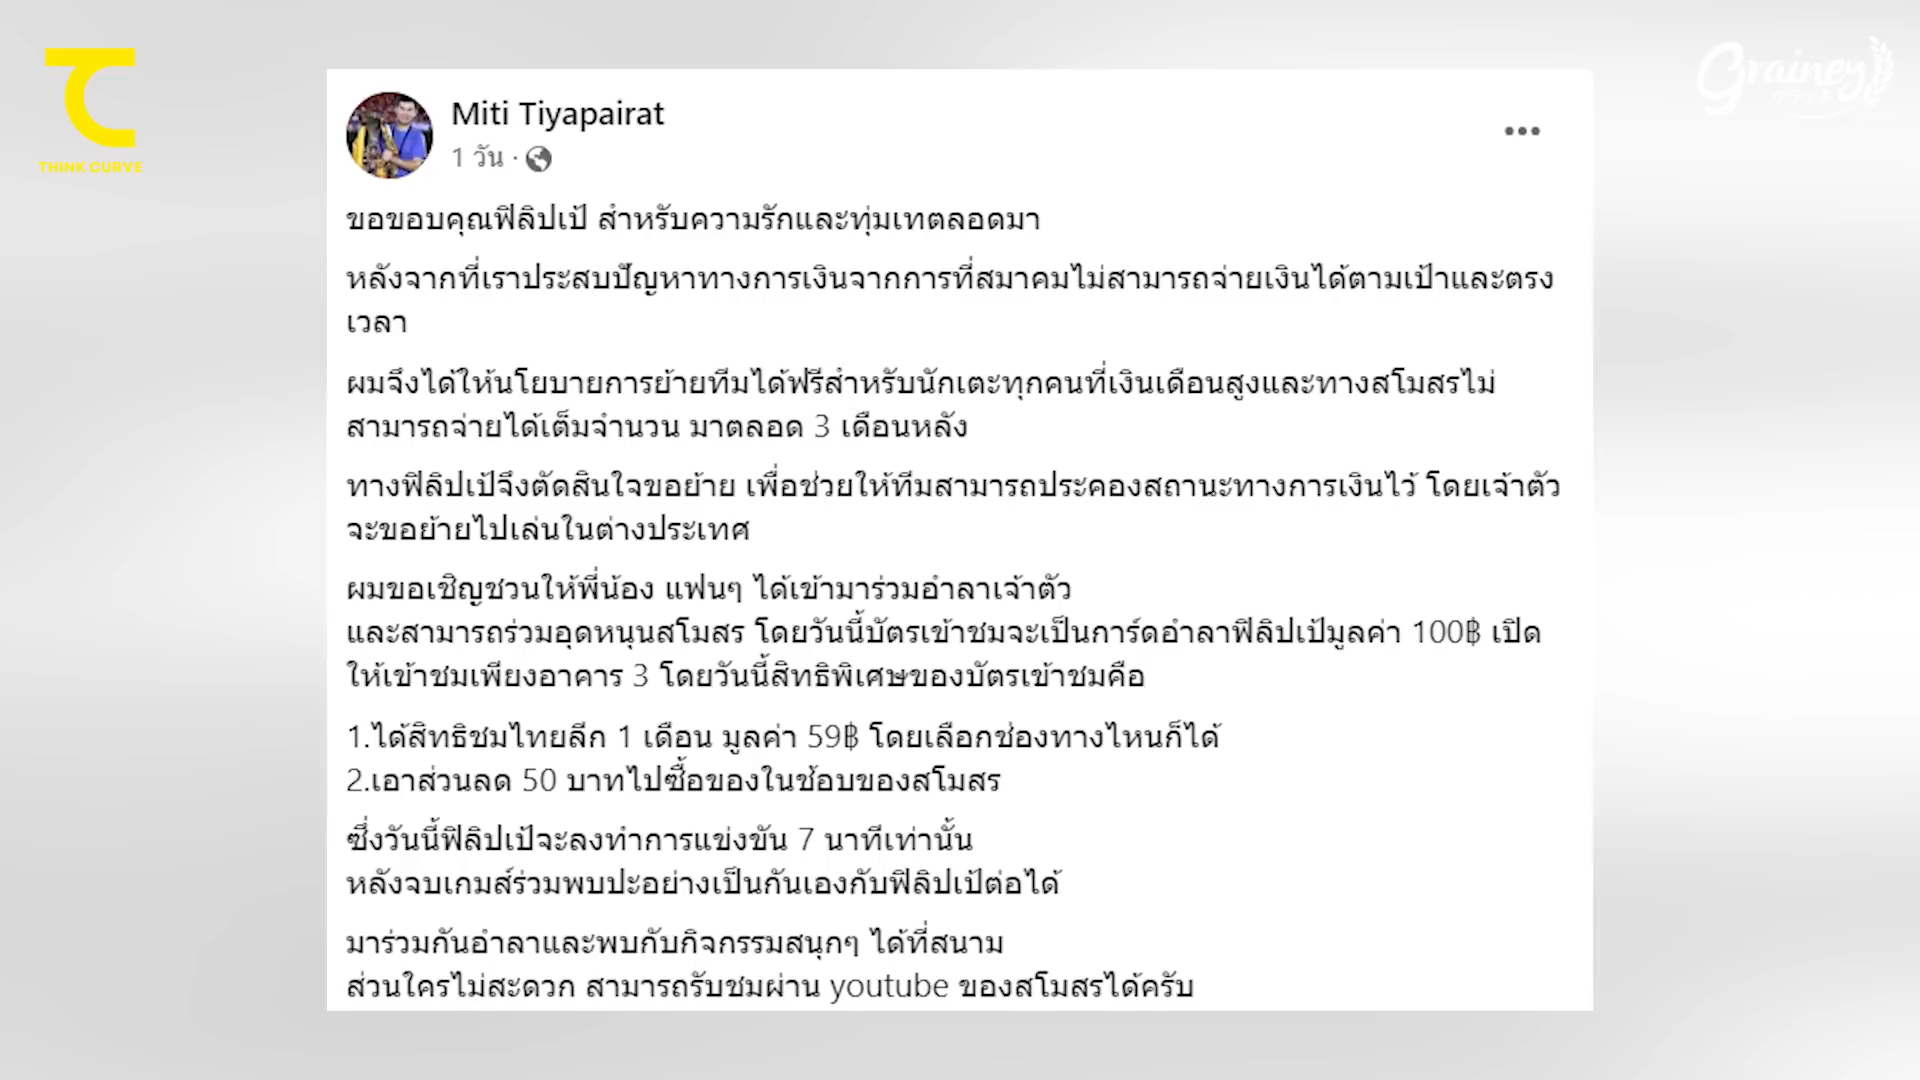 THINK CURVE
Grainey
Miti Tiyapairat
1 วัน ·
ขอขอบคุณฟิลิปเป้ สำหรับความรักและทุ่มเทตลอดมา
หลังจากที่เราประสบปัญหาทางการเงินจากการที่สมาคมไม่สามารถจ่ายเงินได้ตามเป้าและตรง
เวลา
ผมจึงได้ให้นโยบายการย้ายทีมได้ฟรีสำหรับนักเตะทุกคนที่เงินเดือนสูงและทางสโมสรไม่
สามารถจ่ายได้เต็มจำนวน มาตลอด 3 เดือนหลัง
ทางฟิลิปเป้จึงตัดสินใจขอย้าย เพื่อช่วยให้ทีมสามารถประคองสถานะทางการเงินไว้ โดยเจ้าตัว
จะขอย้ายไปเล่นในต่างประเทศ
ผมขอเชิญชวนให้พี่น้อง แฟนๆ ได้เข้ามาร่วมอำลาเจ้าตัว
และสามารถร่วมอุดหนุนสโมสร โดยวันนี้บัตรเข้าชมจะเป็นการ์ดอำลาฟิลิปเป้มูลค่า 100฿ เปิด
ให้เข้าชมเพียงอาคาร 3 โดยวันนี้สิทธิพิเศษของบัตรเข้าชมคือ
1.ได้สิทธิชมไทยลีก 1 เดือน มูลค่า 59฿ โดยเลือกช่องทางไหนก็ได้
2.เอาส่วนลด 50 บาทไปซื้อของในช้อบของสโมสร
ซึ่งวันนี้ฟิลิปเป้จะลงทำการแข่งขัน 7 นาทีเท่านั้น
หลังจบเกมส์ร่วมพบปะอย่างเป็นกันเองกับฟิลิปเป้ต่อได้
มาร่วมกันอำลาและพบกับกิจกรรมสนุกๆ ได้ที่สนาม
ส่วนใครไม่สะดวก สามารถรับชมผ่าน youtube ของสโมสรได้ครับ